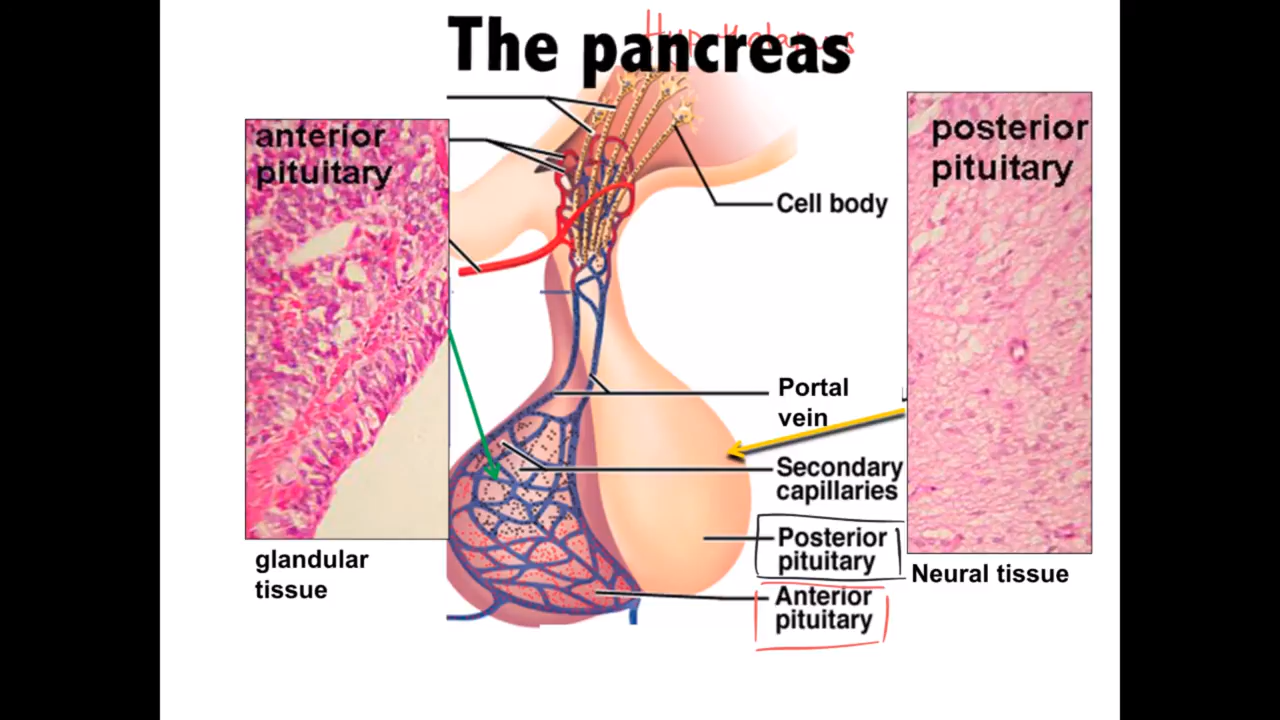 The pancreas
anterior
pituitary
posterior
pituitary
Cell body
Portal
vein
Secondary
capillaries
Posterior
pituitary
Anterior
pituitary
glandular
tissue
Neural tissue